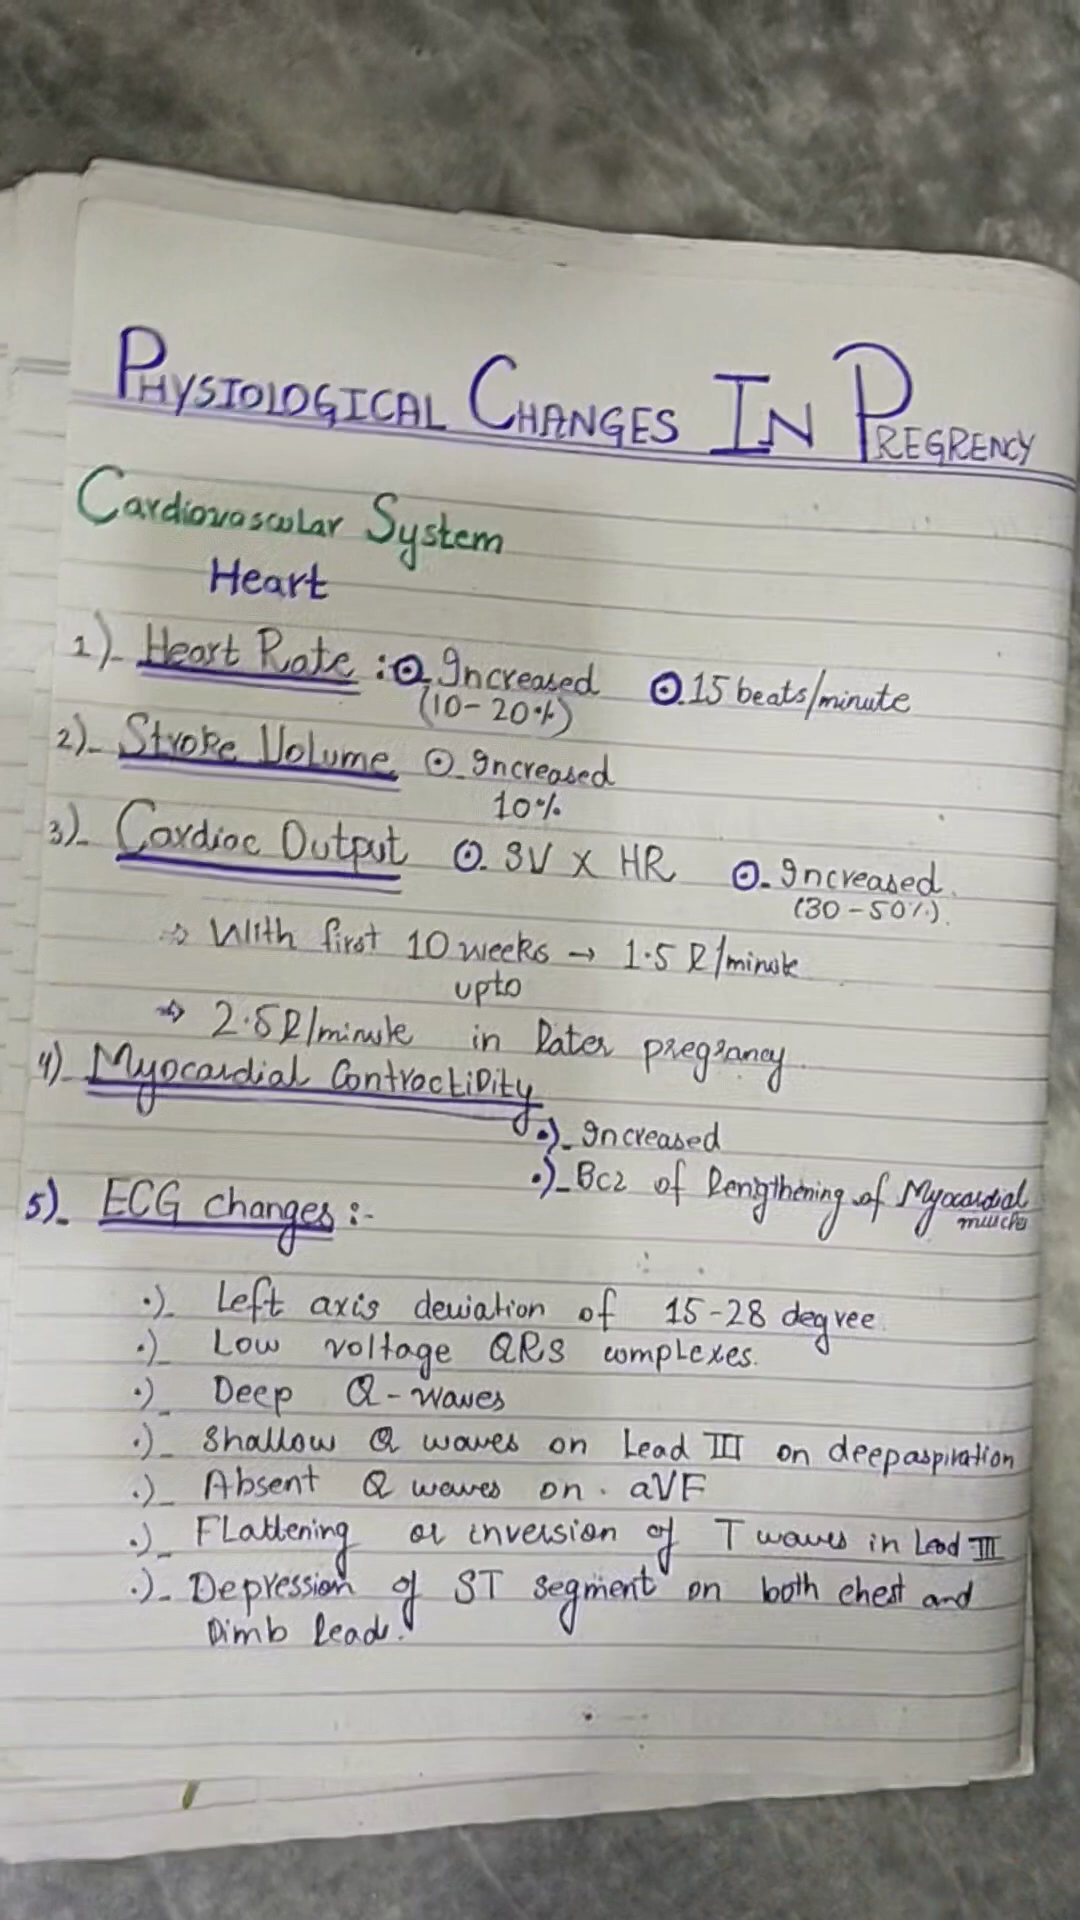 PHYSIOLOGICAL CHANGES IN PREGRENCY
Cardiovascular System
Heart
1)_ Heart Rate : Increased 15 beats/minute
(10-20%)
2)_ Stroke Volume Increased
10%
3)_ Cardiac Output SV X HR Increased
(30-50%).
⇒ With first 10 weeks → 1.5 l/minute
upto
⇒ 2.5l/minute in later pregnancy
4)_ Myocardial Contractility
•)_ Increased
•)_ Bcz of lengthening of Myocardial
muscles
5)_ ECG changes :-
•)_ Left axis deviation of 15-28 degree.
•)_ Low voltage QRS complexes.
•)_ Deep Q-waves
•)_ Shallow Q waves on Lead III on deepaspiration
•)_ Absent Q waves on aVF
•)_ Flattening or inversion of T waves in Lead III
•)_ Depression of ST segment on both chest and
limb leads.